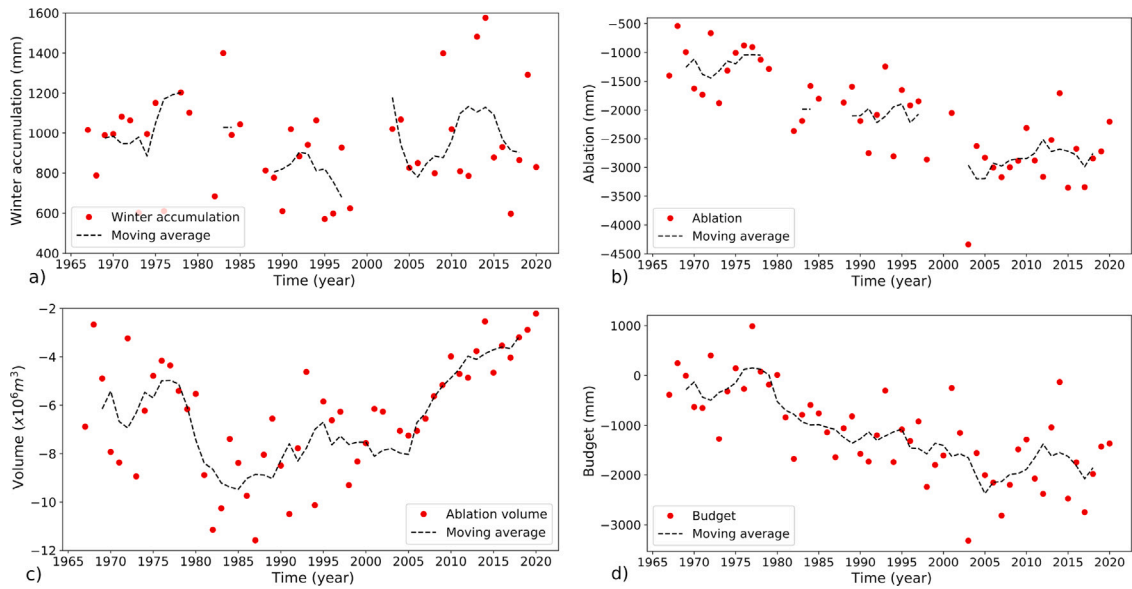 1600
1400
1200
1000
800
600
400
Winter accumulation (mm)
Winter accumulation
Moving average
1965 1970 1975 1980 1985 1990 1995 2000 2005 2010 2015 2020
Time (year)
a)
−500
−1000
−1500
−2000
−2500
−3000
−3500
−4000
−4500
Ablation (mm)
Ablation
Moving average
1965 1970 1975 1980 1985 1990 1995 2000 2005 2010 2015 2020
Time (year)
b)
−2
−4
−6
−8
−10
−12
Volume (x10⁶m³)
Ablation volume
Moving average
1965 1970 1975 1980 1985 1990 1995 2000 2005 2010 2015 2020
Time (year)
c)
1000
0
−1000
−2000
−3000
Budget (mm)
Budget
Moving average
1965 1970 1975 1980 1985 1990 1995 2000 2005 2010 2015 2020
Time (year)
d)